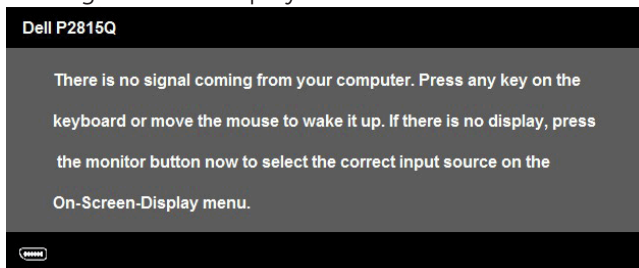 Dell P2815Q
There is no signal coming from your computer. Press any key on the
keyboard or move the mouse to wake it up. If there is no display, press
the monitor button now to select the correct input source on the
On-Screen-Display menu.